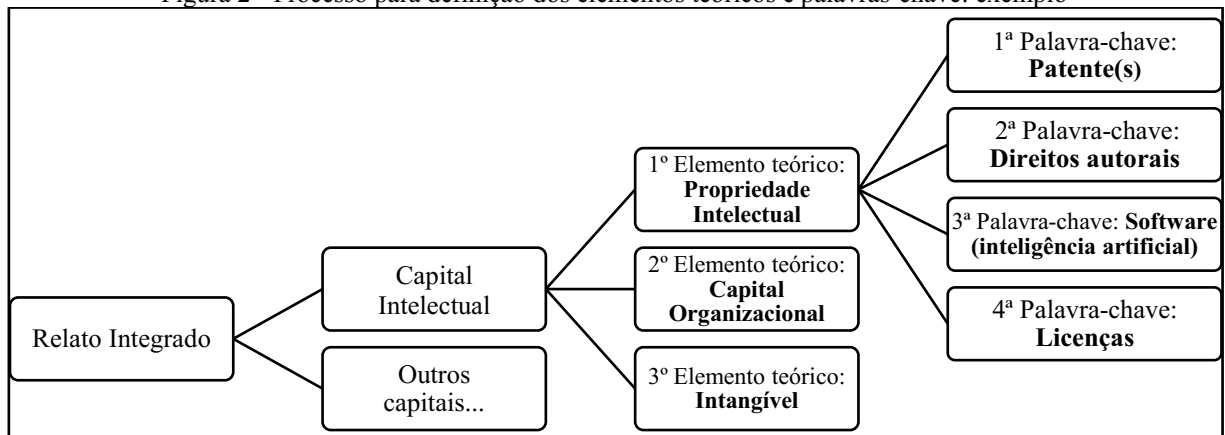 Figura 2 - Processo para definição dos elementos teóricos e palavras-chave: exemplo
Relato Integrado
Capital
Intelectual
Outros
capitais...
1º Elemento teórico:
Propriedade
Intelectual
2º Elemento teórico:
Capital
Organizacional
3º Elemento teórico:
Intangível
1ª Palavra-chave:
Patente(s)
2ª Palavra-chave:
Direitos autorais
3ª Palavra-chave: Software
(inteligência artificial)
4ª Palavra-chave:
Licenças